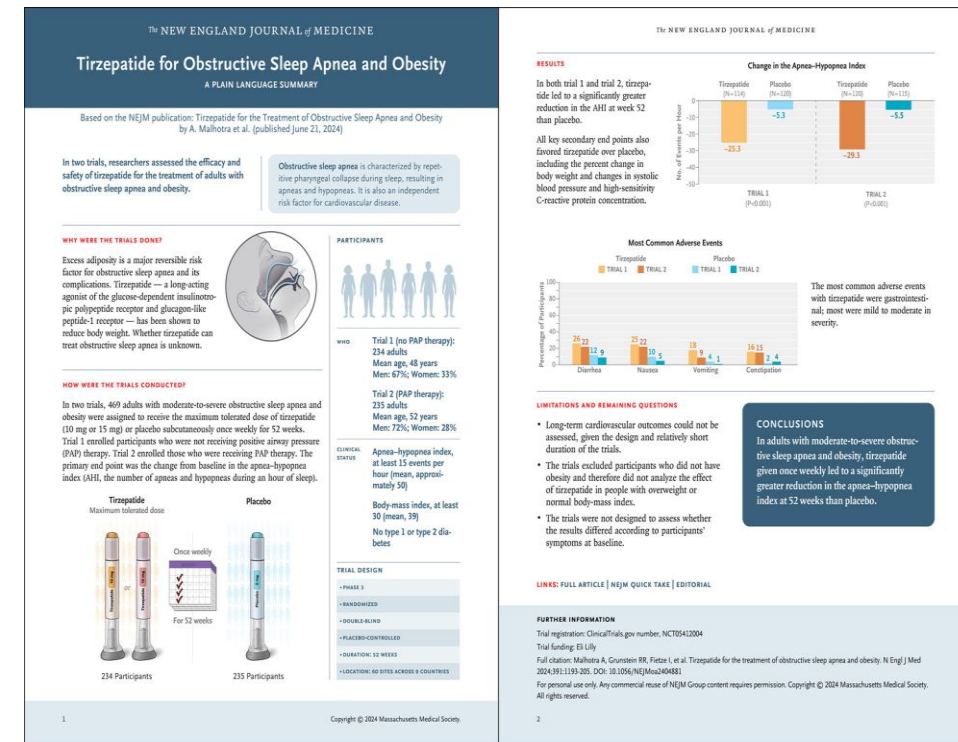 The NEW ENGLAND JOURNAL of MEDICINE
Tirzepatide for Obstructive Sleep Apnea and Obesity
A PLAIN LANGUAGE SUMMARY
Based on the NEJM publication: Tirzepatide for the Treatment of Obstructive Sleep Apnea and Obesity
by A. Malhotra et al. (published June 21, 2024)
In two trials, researchers assessed the efficacy and
safety of tirzepatide for the treatment of adults with
obstructive sleep apnea and obesity.
Obstructive sleep apnea is characterized by repet-
itive pharyngeal collapse during sleep, resulting in
apneas and hypopneas. It is also an independent
risk factor for cardiovascular disease.
WHY WERE THE TRIALS DONE?
Excess adiposity is a major reversible risk
factor for obstructive sleep apnea and its
complications. Tirzepatide — a long-acting
agonist of the glucose-dependent insulinotro-
pic polypeptide receptor and glucagon-like
peptide-1 receptor — has been shown to
reduce body weight. Whether tirzepatide can
treat obstructive sleep apnea is unknown.
HOW WERE THE TRIALS CONDUCTED?
In two trials, 469 adults with moderate-to-severe obstructive sleep apnea and
obesity were assigned to receive the maximum tolerated dose of tirzepatide
(10 mg or 15 mg) or placebo subcutaneously once weekly for 52 weeks.
Trial 1 enrolled participants who were not receiving positive airway pressure
(PAP) therapy. Trial 2 enrolled those who were receiving PAP therapy. The
primary end point was the change from baseline in the apnea–hypopnea
index (AHI, the number of apneas and hypopneas during an hour of sleep).
Tirzepatide
Maximum tolerated dose
Placebo
Tirzepatide
or
Tirzepatide
Placebo
Once weekly
For 52 weeks
234 Participants
235 Participants
PARTICIPANTS
WHO
Trial 1 (no PAP therapy):
234 adults
Mean age, 48 years
Men: 67%; Women: 33%
Trial 2 (PAP therapy):
235 adults
Mean age, 52 years
Men: 72%; Women: 28%
CLINICAL
STATUS
Apnea–hypopnea index,
at least 15 events per
hour (mean, approxi-
mately 50)
Body-mass index, at least
30 (mean, 39)
No type 1 or type 2 dia-
betes
TRIAL DESIGN
• PHASE 3
• RANDOMIZED
• DOUBLE-BLIND
• PLACEBO-CONTROLLED
• DURATION: 52 WEEKS
• LOCATION: 60 SITES ACROSS 9 COUNTRIES
1
Copyright © 2024 Massachusetts Medical Society.
The NEW ENGLAND JOURNAL of MEDICINE
RESULTS
In both trial 1 and trial 2, tirzepa-
tide led to a significantly greater
reduction in the AHI at week 52
than placebo.
All key secondary end points also
favored tirzepatide over placebo,
including the percent change in
body weight and changes in systolic
blood pressure and high-sensitivity
C-reactive protein concentration.
Change in the Apnea–Hypopnea Index
Tirzepatide Placebo Tirzepatide Placebo
(N=114) (N=120) (N=120) (N=115)
No. of Events per Hour
0
-10
-20
-30
-40
-50
−25.3
−5.3
−29.3
−5.5
TRIAL 1
(P<0.001)
TRIAL 2
(P<0.001)
Most Common Adverse Events
Tirzepatide Placebo
TRIAL 1 TRIAL 2 TRIAL 1 TRIAL 2
Percentage of Participants
100
80
60
40
20
0
26 22 12 9
25 22 10 5
18 9 4 1
16 15 2 4
Diarrhea Nausea Vomiting Constipation
The most common adverse events
with tirzepatide were gastrointesti-
nal; most were mild to moderate in
severity.
LIMITATIONS AND REMAINING QUESTIONS
• Long-term cardiovascular outcomes could not be
assessed, given the design and relatively short
duration of the trials.
• The trials excluded participants who did not have
obesity and therefore did not analyze the effect
of tirzepatide in people with overweight or
normal body-mass index.
• The trials were not designed to assess whether
the results differed according to participants'
symptoms at baseline.
CONCLUSIONS
In adults with moderate-to-severe obstruc-
tive sleep apnea and obesity, tirzepatide
given once weekly led to a significantly
greater reduction in the apnea–hypopnea
index at 52 weeks than placebo.
LINKS: FULL ARTICLE | NEJM QUICK TAKE | EDITORIAL
FURTHER INFORMATION
Trial registration: ClinicalTrials.gov number, NCT05412004
Trial funding: Eli Lilly
Full citation: Malhotra A, Grunstein RR, Fietze I, et al. Tirzepatide for the treatment of obstructive sleep apnea and obesity. N Engl J Med
2024;391:1193-205. DOI: 10.1056/NEJMoa2404881
For personal use only. Any commercial reuse of NEJM Group content requires permission. Copyright © 2024 Massachusetts Medical Society.
All rights reserved.
2